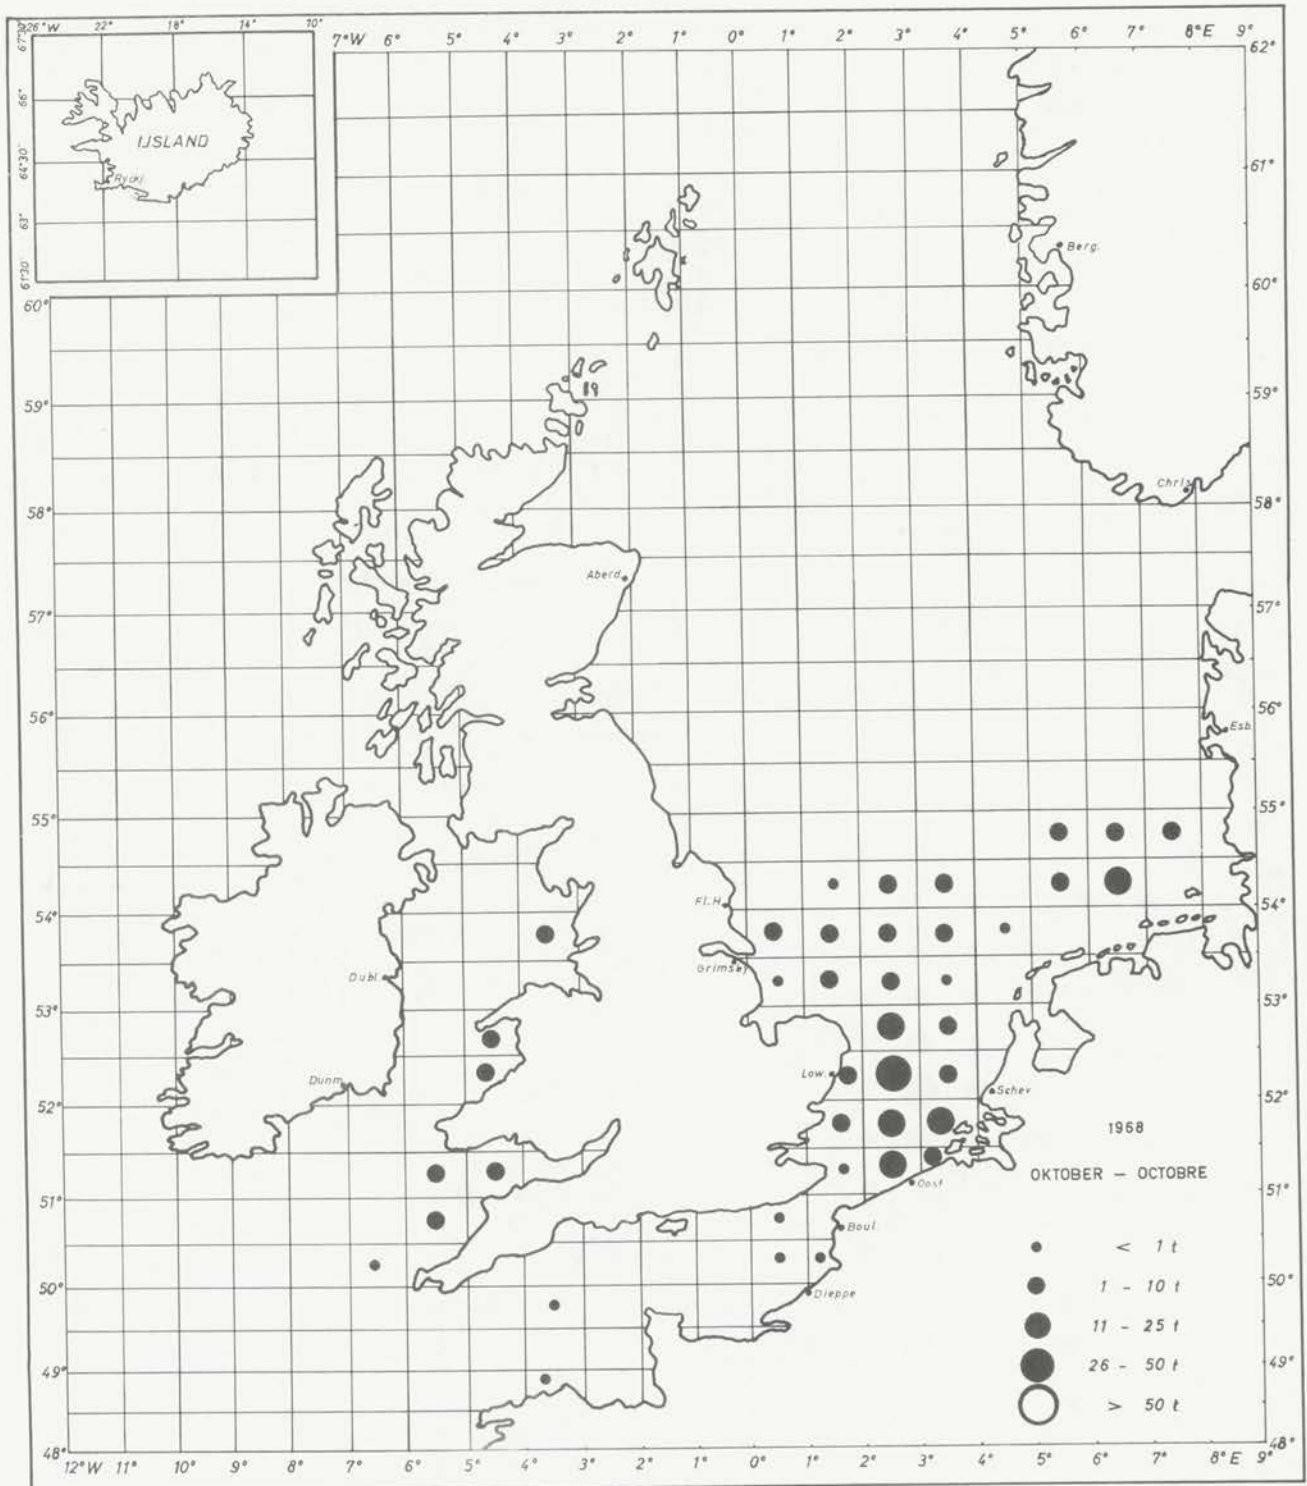 26°W 22° 18° 14° 10°
67°30
66°
64°30
63°
61°30
IJSLAND
7°W 6° 5° 4° 3° 2° 1° 0° 1° 2° 3° 4° 5° 6° 7° 8°E 9°
62°
61°
Berg.
60° 60°
59° 59°
Chris
58° 58°
Aberd.
57° 57°
56° 56°
Esb.
55° 55°
54° 54°
Fl.H.
Grimsby
Dubl.
53° 53°
Dunm.
Low.
Schev.
52° 52°
1968
OKTOBER — OCTOBRE
51° 51°
Oost.
Boul.
< 1 t
50° 50°
Dieppe
1 - 10 t
11 - 25 t
49° 49°
26 - 50 t
> 50 t
48° 48°
12°W 11° 10° 9° 8° 7° 6° 5° 4° 3° 2° 1° 0° 1° 2° 3° 4° 5° 6° 7° 8°E 9°